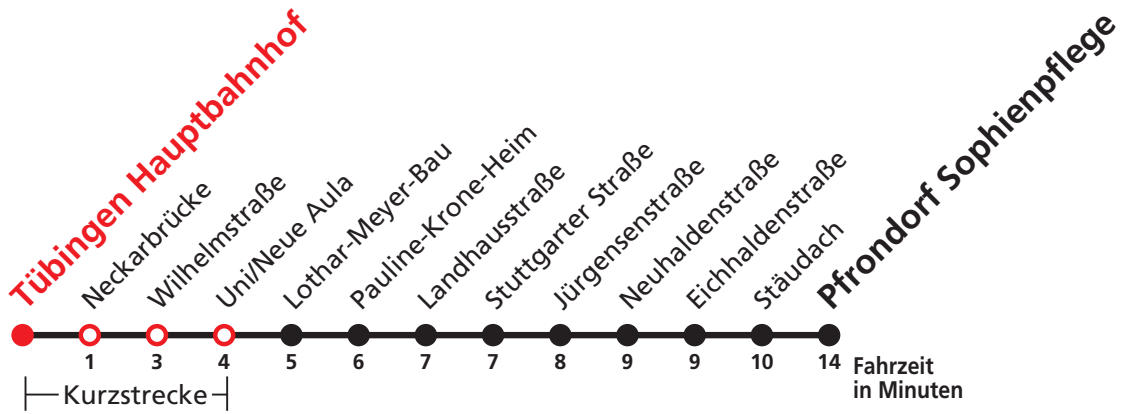 Tübingen Hauptbahnhof
Neckarbrücke
Wilhelmstraße
Uni/Neue Aula
Lothar-Meyer-Bau
Pauline-Krone-Heim
Landhausstraße
Stuttgarter Straße
Jürgensenstraße
Neuhaldenstraße
Eichhaldenstraße
Stäudach
Pfrondorf Sophienpflege
1 3 4 5 6 7 7 8 9 9 10 14
Fahrzeit
in Minuten
Kurzstrecke